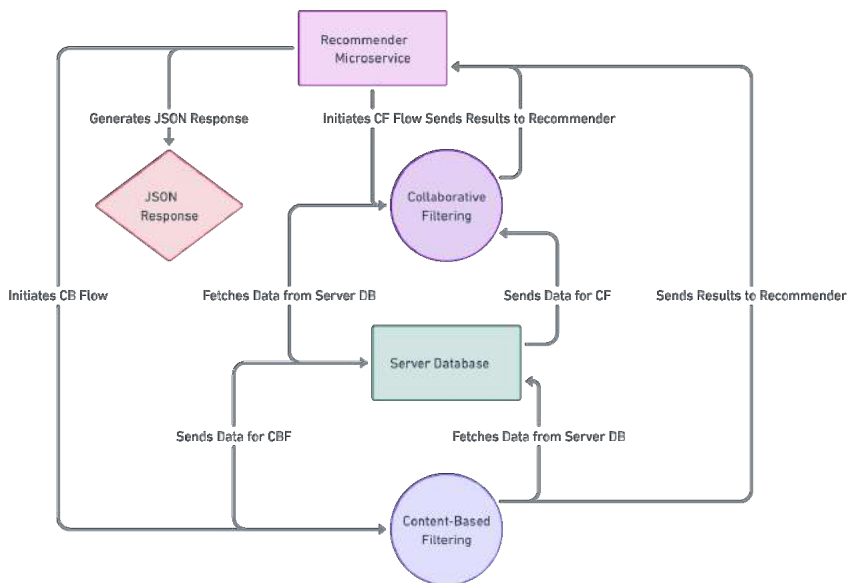 Recommender
Microservice
Generates JSON Response
Initiates CF Flow Sends Results to Recommender
JSON
Response
Collaborative
Filtering
Initiates CB Flow
Fetches Data from Server DB
Sends Data for CF
Sends Results to Recommender
Server Database
Sends Data for CBF
Fetches Data from Server DB
Content-Based
Filtering